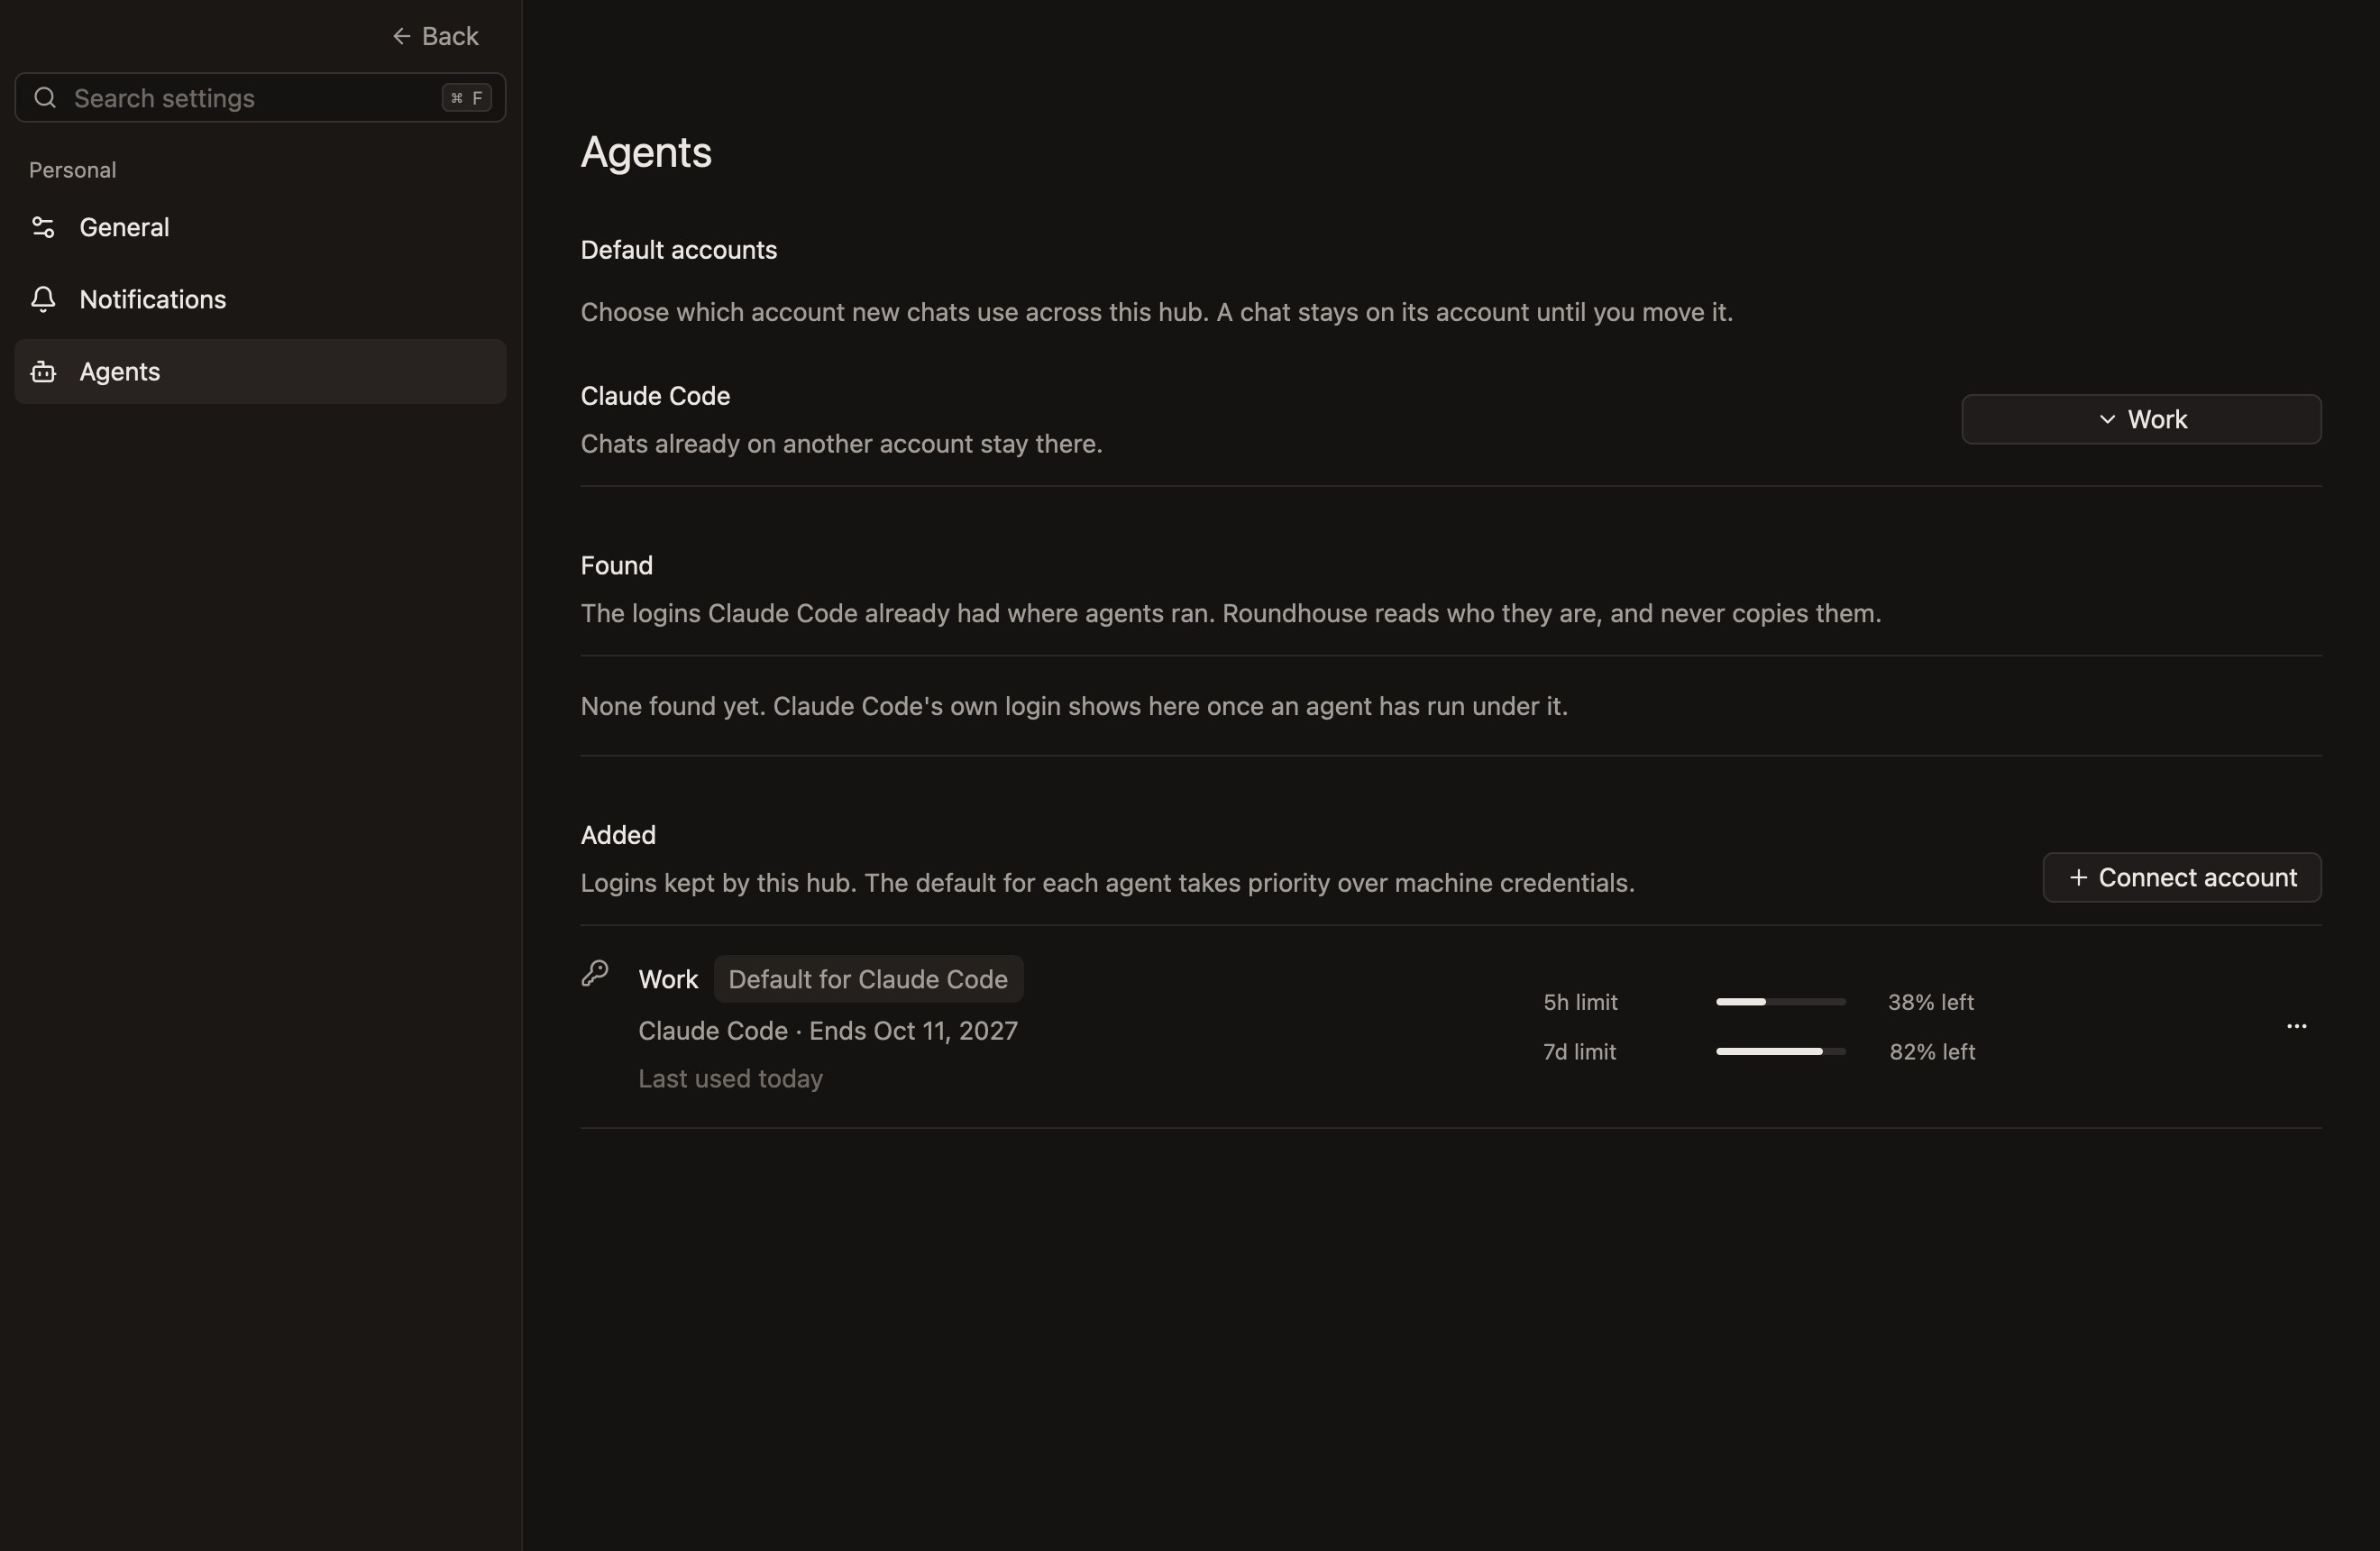 Back
Search settings
⌘ F
Personal
General
Notifications
Agents
Agents
Default accounts
Choose which account new chats use across this hub. A chat stays on its account until you move it.
Claude Code
Chats already on another account stay there.
Work
Found
The logins Claude Code already had where agents ran. Roundhouse reads who they are, and never copies them.
None found yet. Claude Code's own login shows here once an agent has run under it.
Added
Logins kept by this hub. The default for each agent takes priority over machine credentials.
Connect account
Work Default for Claude Code
Claude Code · Ends Oct 11, 2027
Last used today
5h limit 38% left
7d limit 82% left